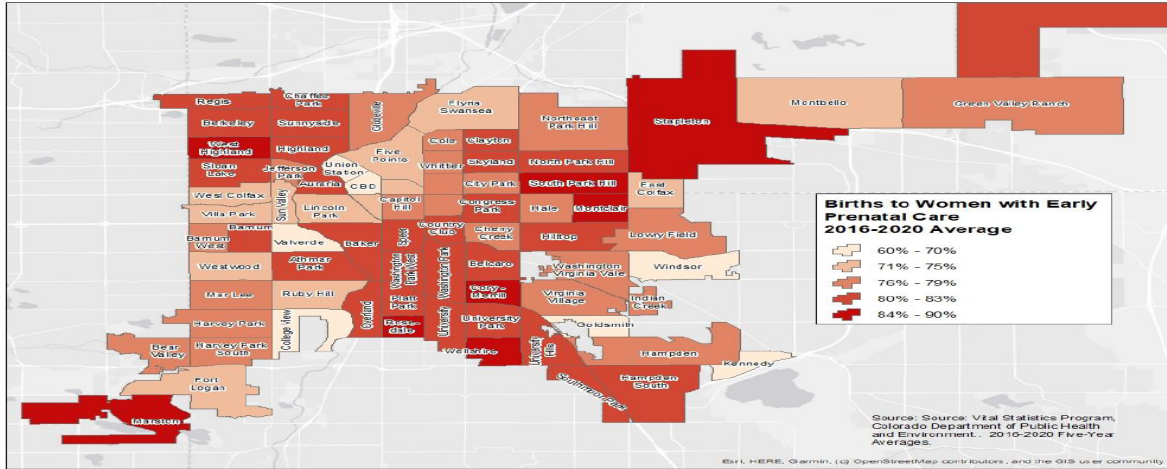 Regis
Chaffee
Park
Globeville
Elyria
Swansea
Northeast
Park Hill
Stapleton
Montbello
Green Valley Ranch
Berkeley
Sunnyside
West
Highland
Highland
Cole
Clayton
Five
Points
Whittier
Skyland
North Park Hill
Sloan
Lake
Jefferson
Park
Union
Station
Auraria
CBD
City Park
South Park Hill
East
Colfax
West Colfax
Sun Valley
Lincoln
Park
Capitol
Hill
Congress
Park
Hale
Montclair
Villa Park
Barnum
Barnum
West
Valverde
Baker
Speer
Country
Club
Cherry
Creek
Hilltop
Lowry Field
Westwood
Athmar
Park
Washington
Park West
Washington Park
Belcaro
Washington
Virginia Vale
Windsor
Mar Lee
Ruby Hill
Overland
Platt
Park
Cory-
Merrill
Virginia
Village
Indian
Creek
Harvey Park
College View
Rose-
dale
University
University
Park
Goldsmith
Bear
Valley
Harvey Park
South
Wellshire
University
Hills
Hampden
Kennedy
Fort
Logan
Southmoor Park
Hampden
South
Marston
Births to Women with Early
Prenatal Care
2016-2020 Average
60% - 70%
71% - 75%
76% - 79%
80% - 83%
84% - 90%
Source: Source: Vital Statistics Program,
Colorado Department of Public Health
and Environment. 2016-2020 Five-Year
Averages.
Esri, HERE, Garmin, (c) OpenStreetMap contributors, and the GIS user community